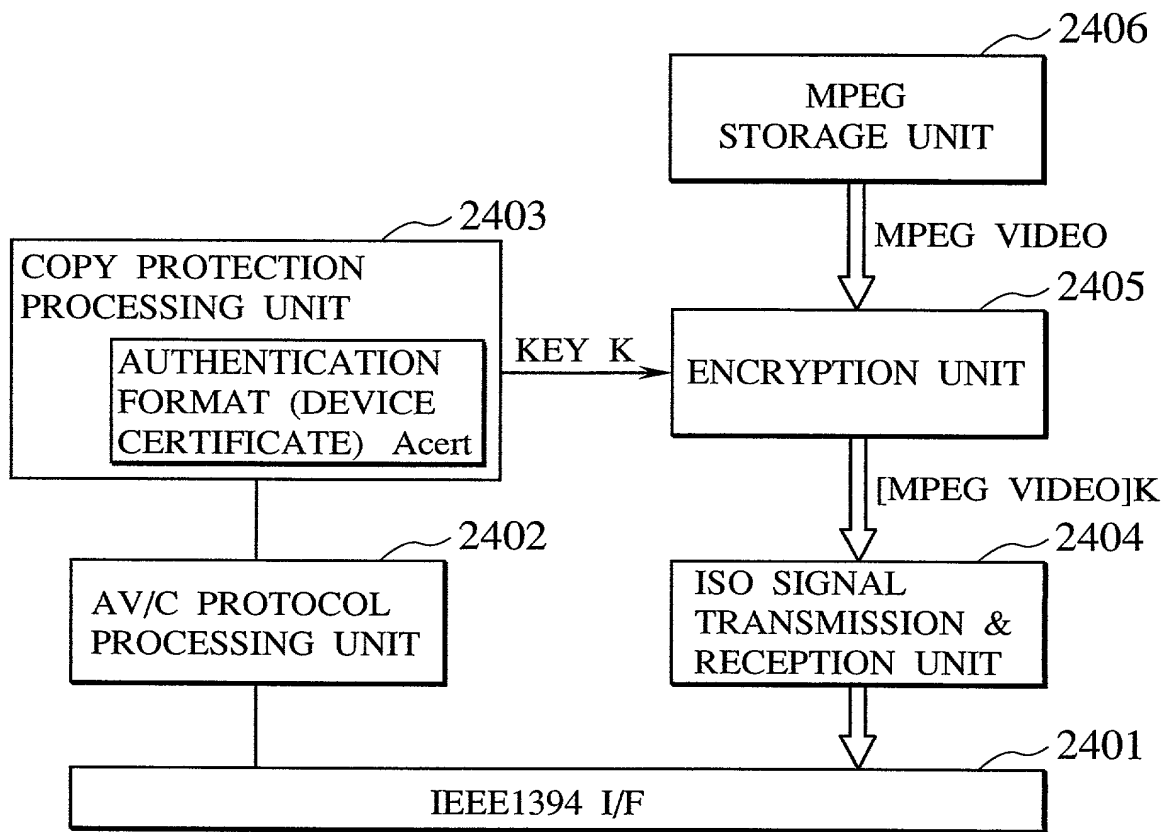 2406
MPEG
STORAGE UNIT
MPEG VIDEO
2403
COPY PROTECTION
PROCESSING UNIT
AUTHENTICATION
FORMAT (DEVICE
CERTIFICATE) Acert
KEY K
2405
ENCRYPTION UNIT
[MPEG VIDEO]K
2402
AV/C PROTOCOL
PROCESSING UNIT
2404
ISO SIGNAL
TRANSMISSION &
RECEPTION UNIT
2401
IEEE1394 I/F